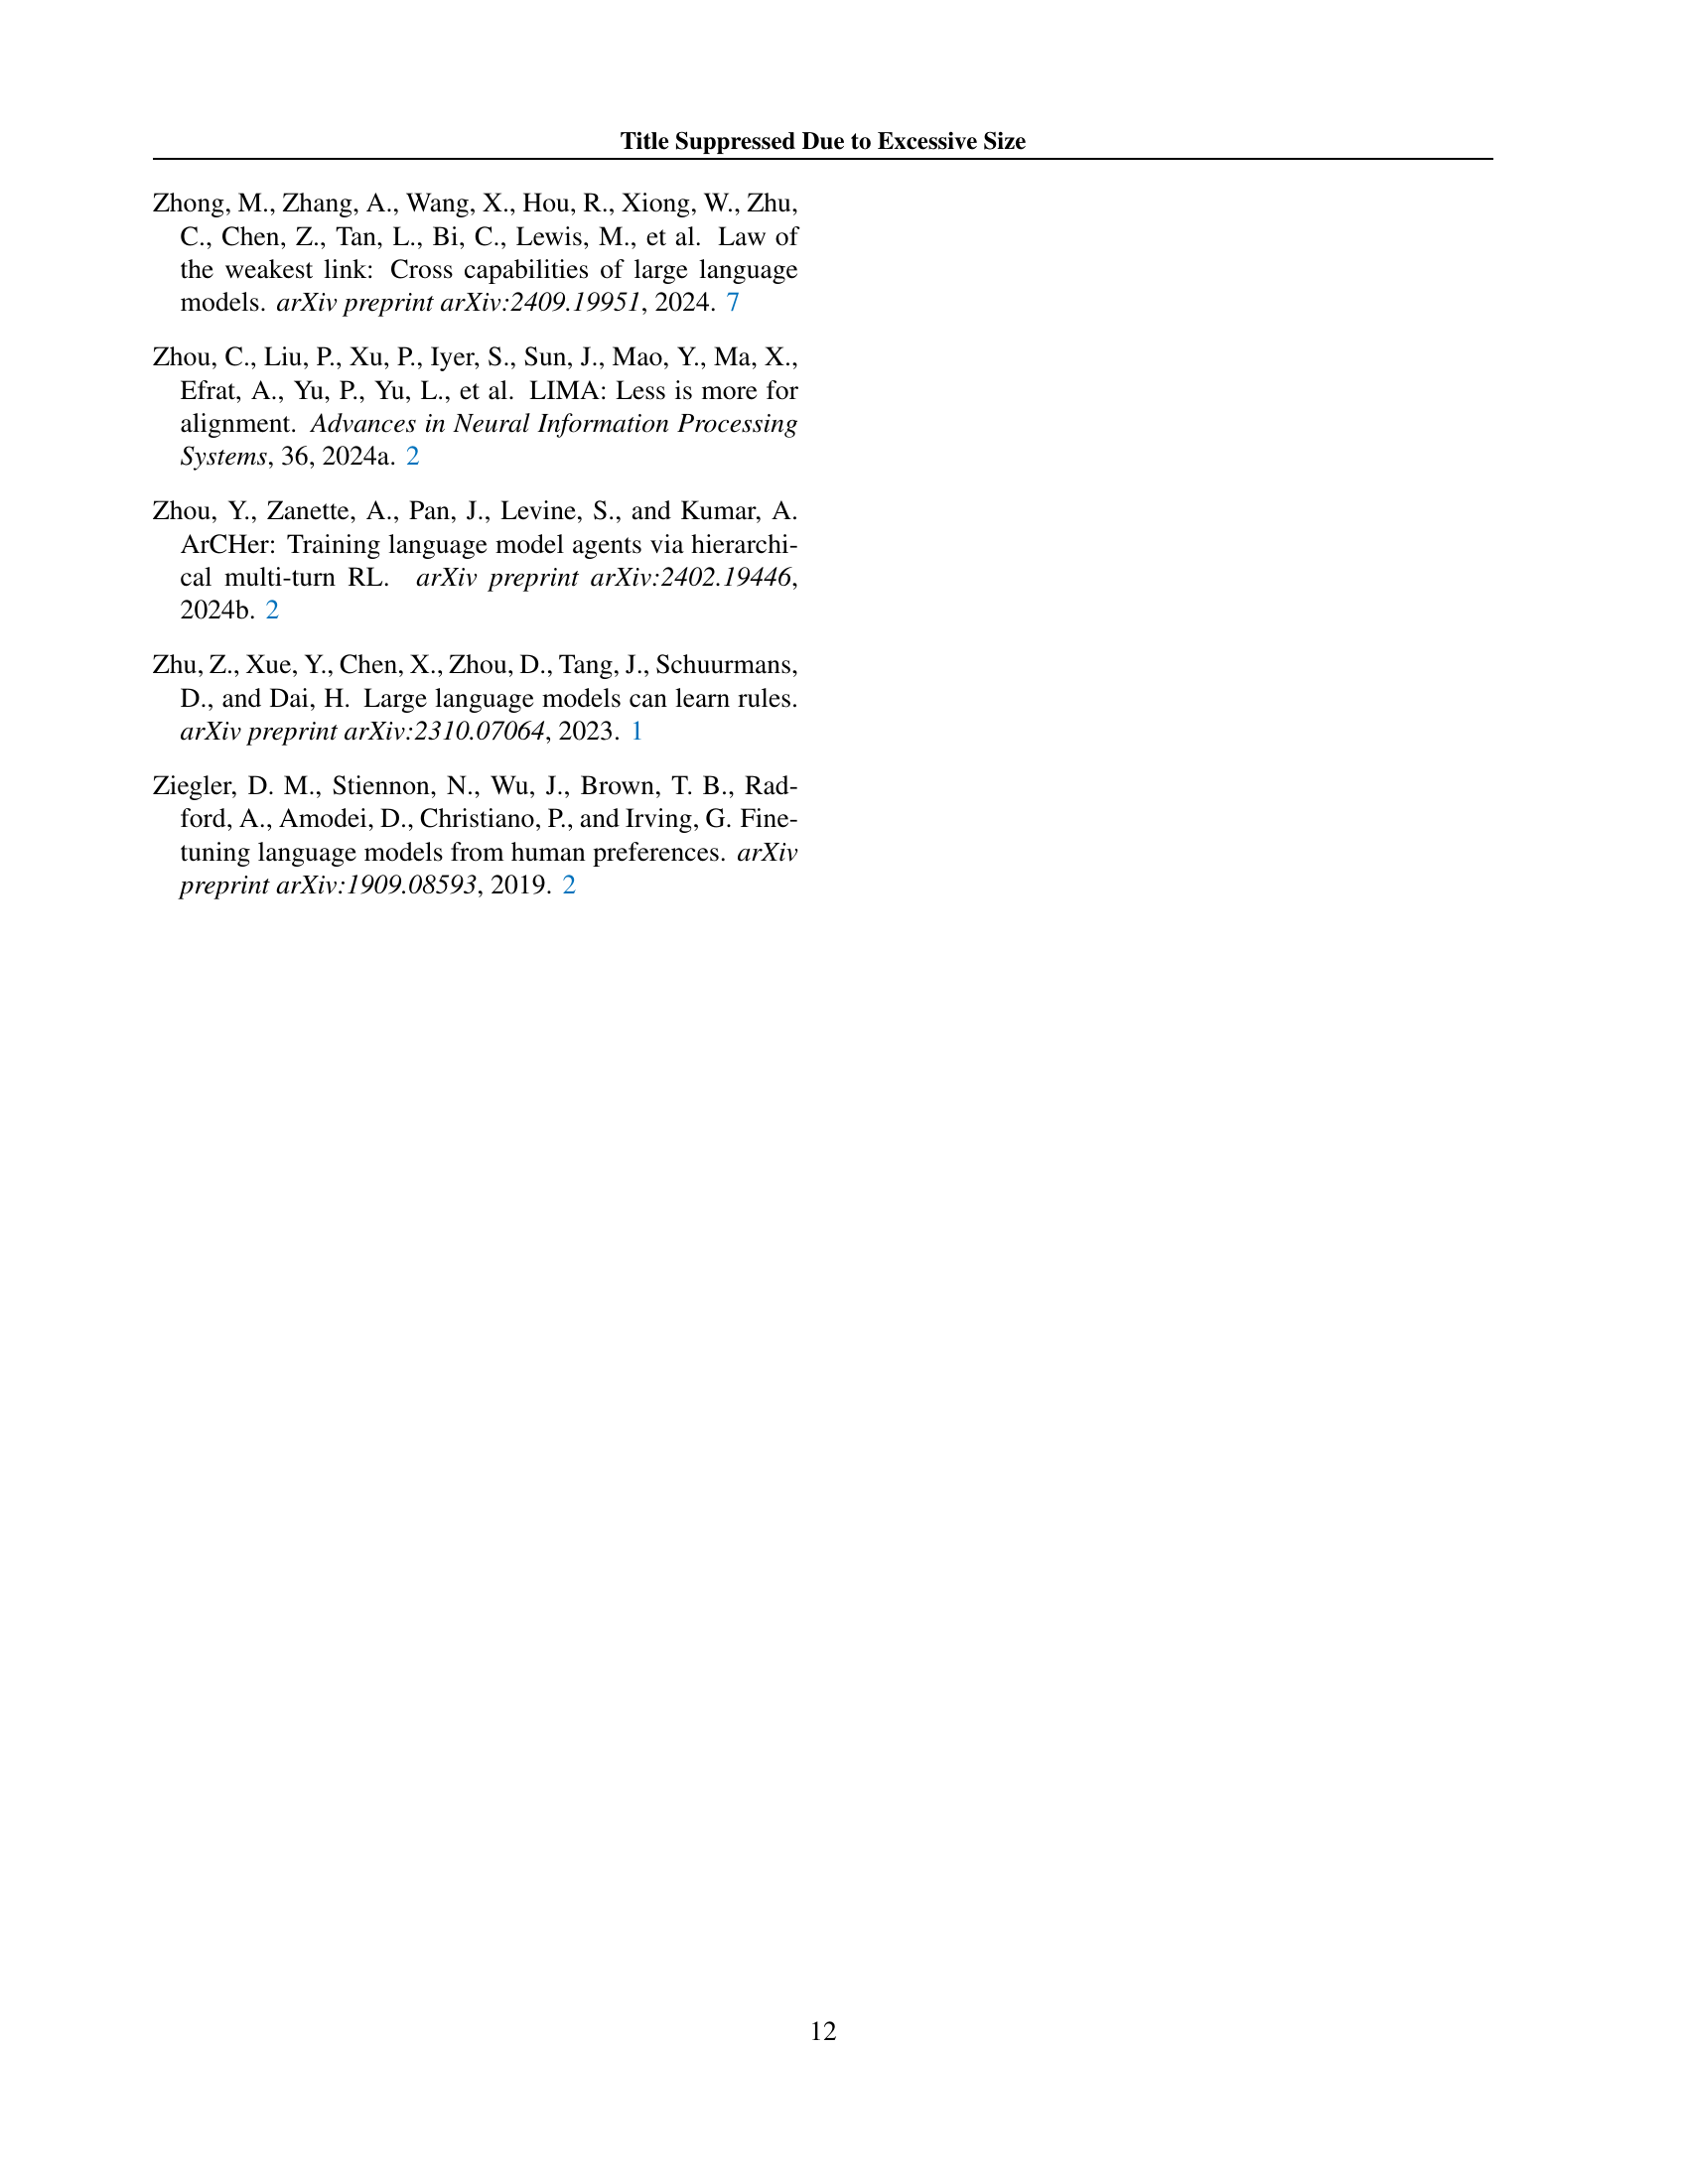 Title Suppressed Due to Excessive Size
Zhong, M., Zhang, A., Wang, X., Hou, R., Xiong, W., Zhu,
C., Chen, Z., Tan, L., Bi, C., Lewis, M., et al. Law of
the weakest link: Cross capabilities of large language
models. arXiv preprint arXiv:2409.19951, 2024. 7
Zhou, C., Liu, P., Xu, P., Iyer, S., Sun, J., Mao, Y., Ma, X.,
Efrat, A., Yu, P., Yu, L., et al. LIMA: Less is more for
alignment. Advances in Neural Information Processing
Systems, 36, 2024a. 2
Zhou, Y., Zanette, A., Pan, J., Levine, S., and Kumar, A.
ArCHer: Training language model agents via hierarchi-
cal multi-turn RL. arXiv preprint arXiv:2402.19446,
2024b. 2
Zhu, Z., Xue, Y., Chen, X., Zhou, D., Tang, J., Schuurmans,
D., and Dai, H. Large language models can learn rules.
arXiv preprint arXiv:2310.07064, 2023. 1
Ziegler, D. M., Stiennon, N., Wu, J., Brown, T. B., Rad-
ford, A., Amodei, D., Christiano, P., and Irving, G. Fine-
tuning language models from human preferences. arXiv
preprint arXiv:1909.08593, 2019. 2
12